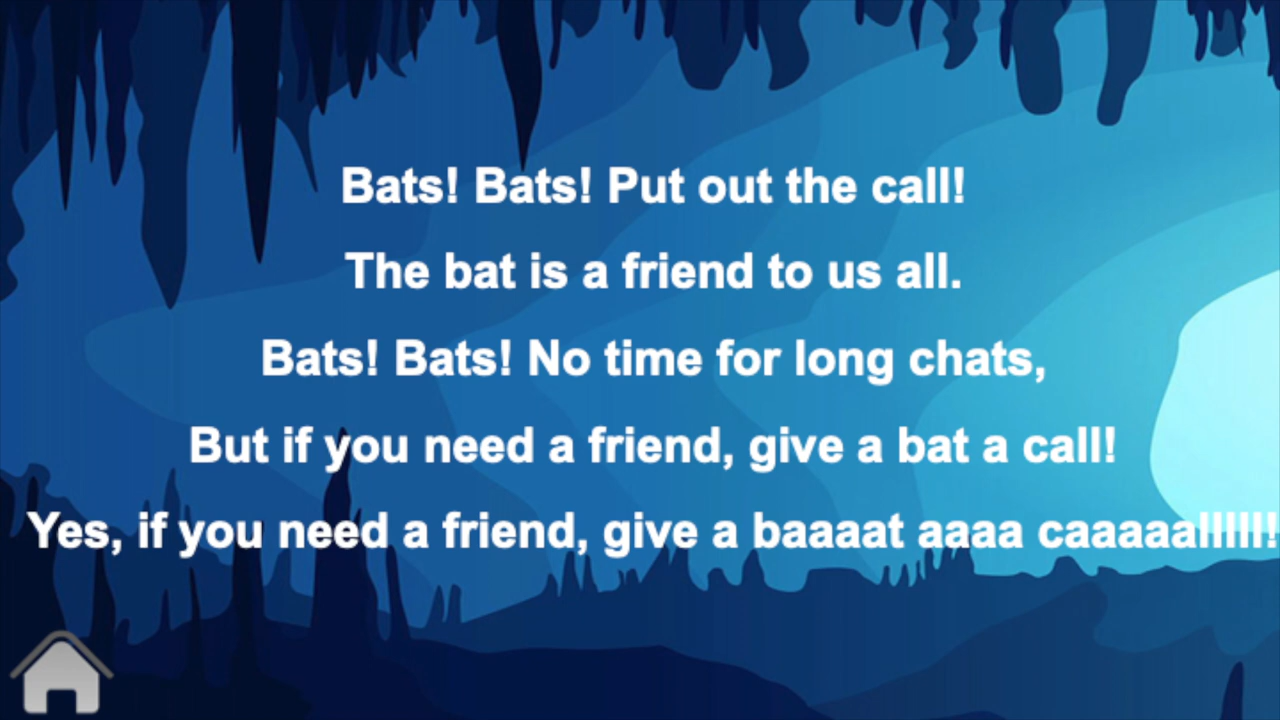 Bats! Bats! Put out the call!
The bat is a friend to us all.
Bats! Bats! No time for long chats,
But if you need a friend, give a bat a call!
Yes, if you need a friend, give a baaaat aaaa caaaaallllll!